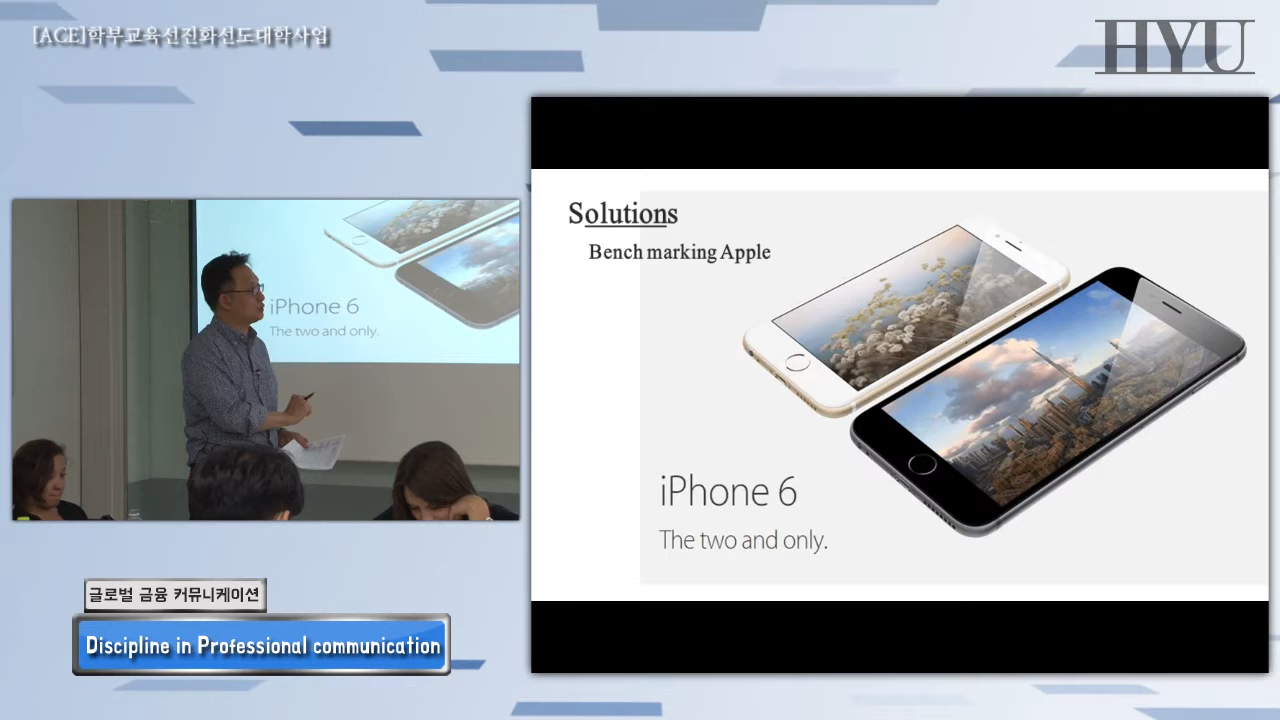 [ACE]학부교육선진화선도대학사업
HYU
Solutions
Bench marking Apple
iPhone 6
The two and only.
iPhone 6
The two and only.
글로벌 금융 커뮤니케이션
Discipline in Professional communication